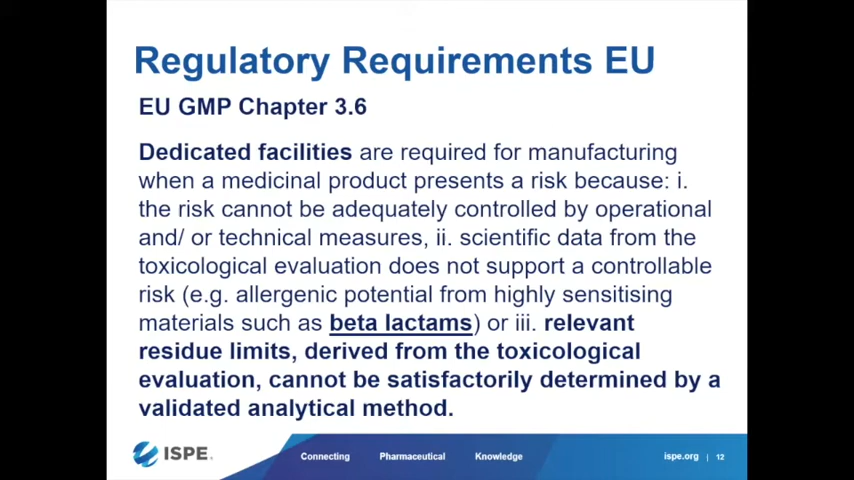 Regulatory Requirements EU
EU GMP Chapter 3.6
Dedicated facilities are required for manufacturing
when a medicinal product presents a risk because: i.
the risk cannot be adequately controlled by operational
and/ or technical measures, ii. scientific data from the
toxicological evaluation does not support a controllable
risk (e.g. allergenic potential from highly sensitising
materials such as beta lactams) or iii. relevant
residue limits, derived from the toxicological
evaluation, cannot be satisfactorily determined by a
validated analytical method.
ISPE. Connecting Pharmaceutical Knowledge ispe.org | 12